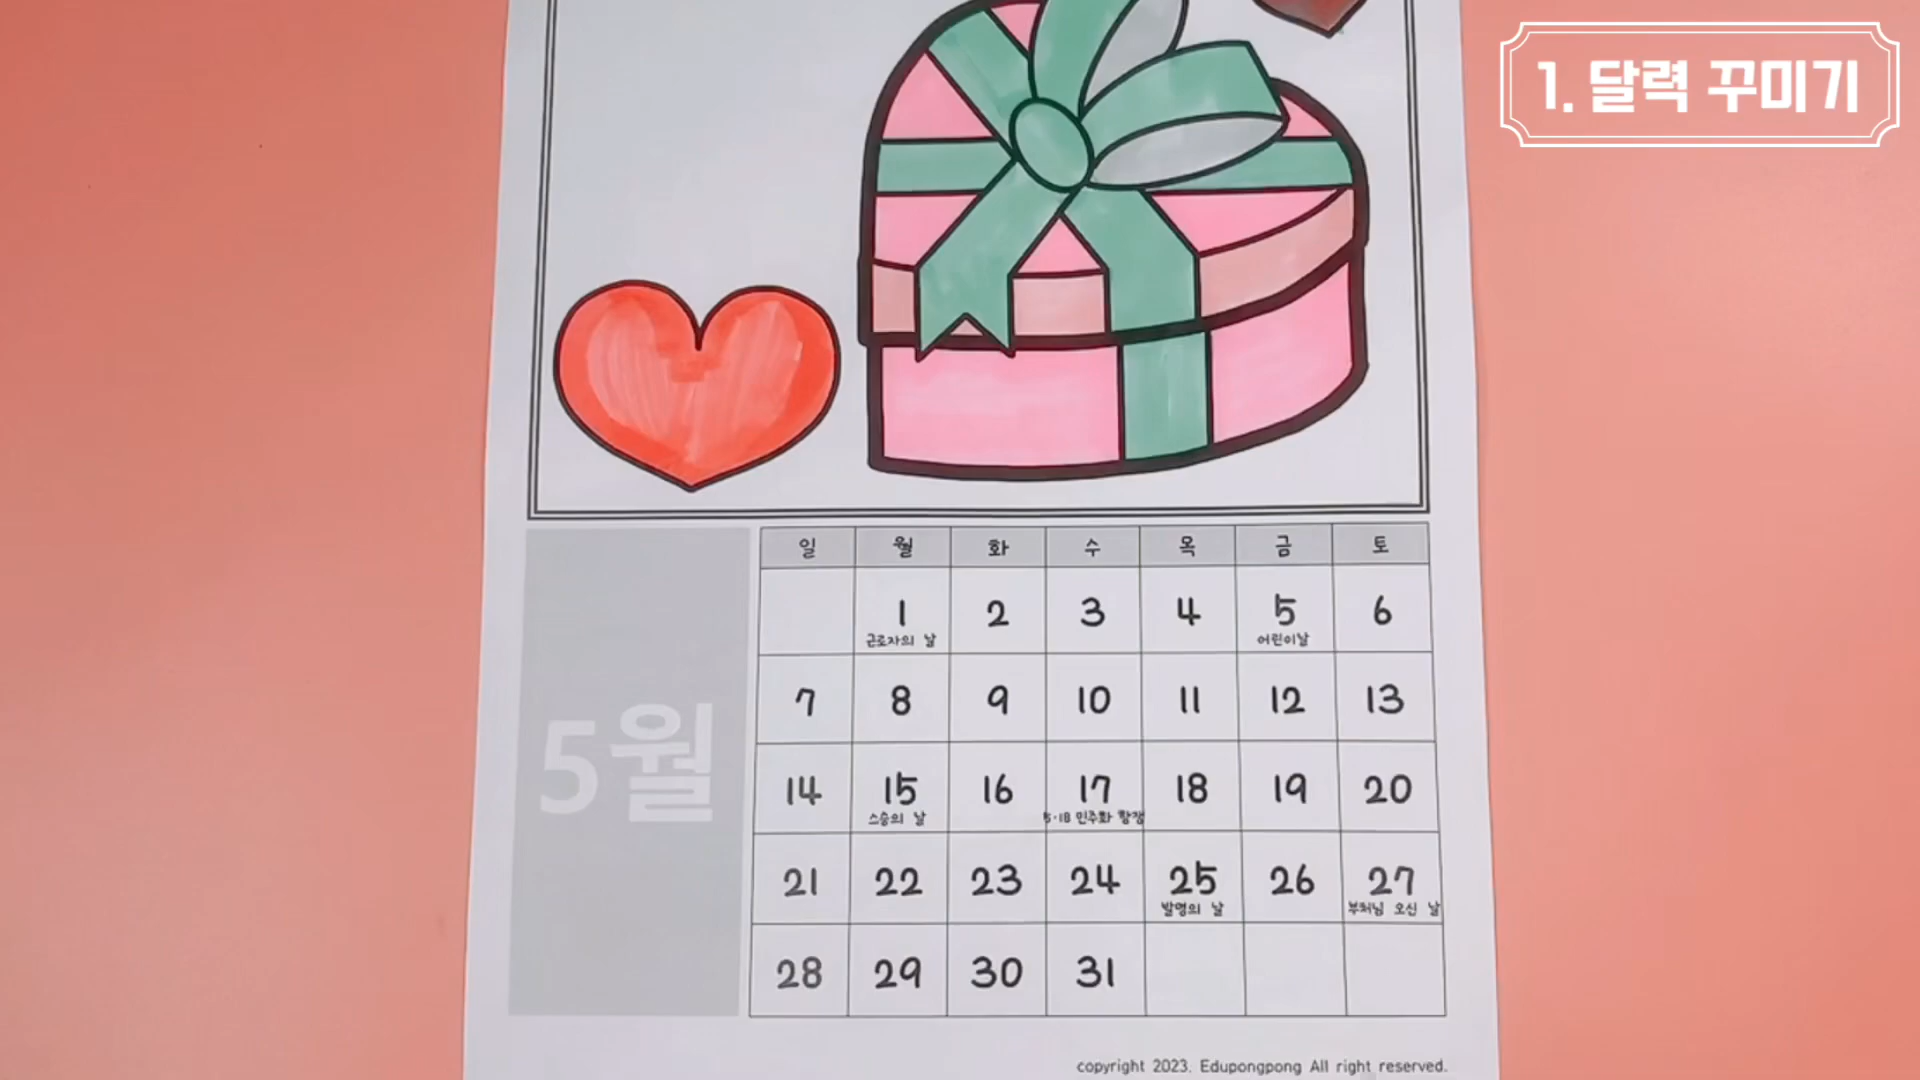 1. 달력 꾸미기
5월
일 월 화 수 목 금 토
1 2 3 4 5 6
근로자의 날 어린이날
7 8 9 10 11 12 13
14 15 16 17 18 19 20
스승의 날 5·18 민주화 항쟁
21 22 23 24 25 26 27
발명의 날 부처님 오신 날
28 29 30 31
copyright 2023. Edupongpong All right reserved.